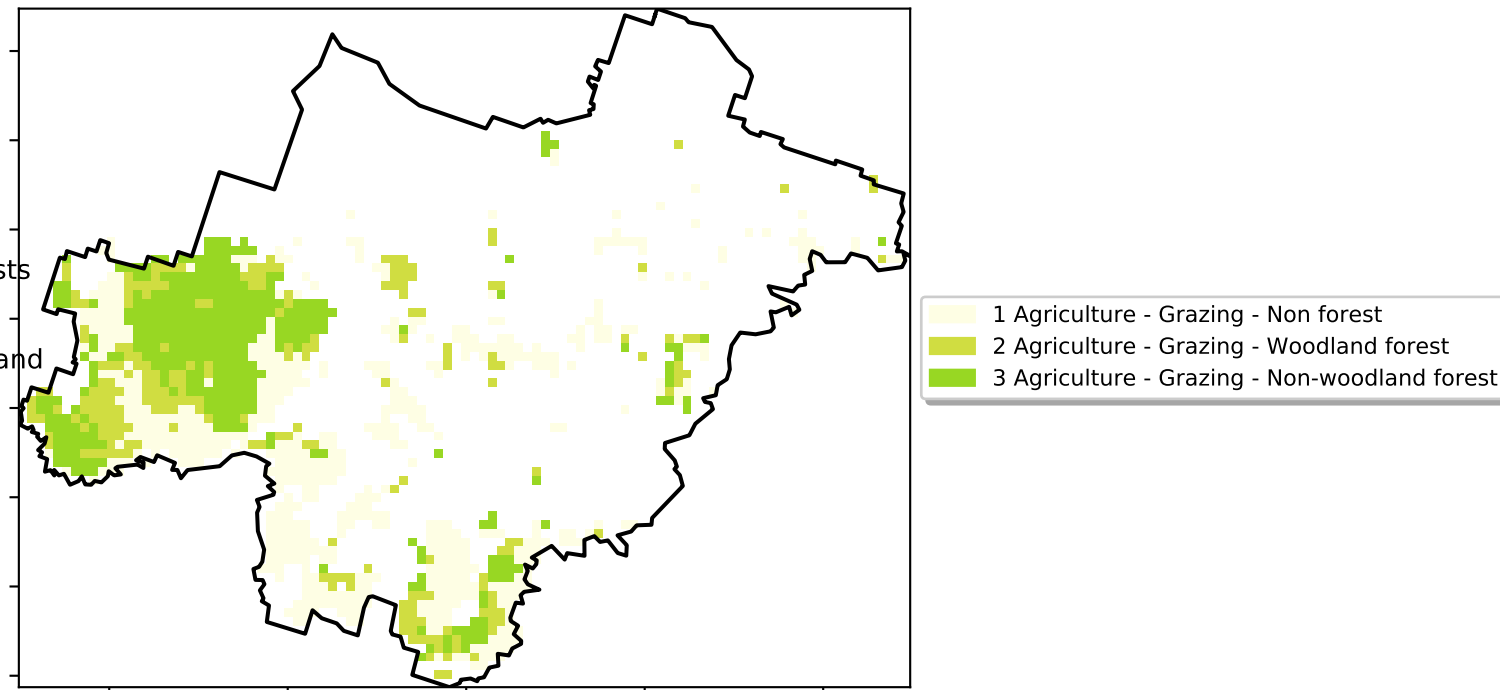 sts
and
1 Agriculture - Grazing - Non forest
2 Agriculture - Grazing - Woodland forest
3 Agriculture - Grazing - Non-woodland forest